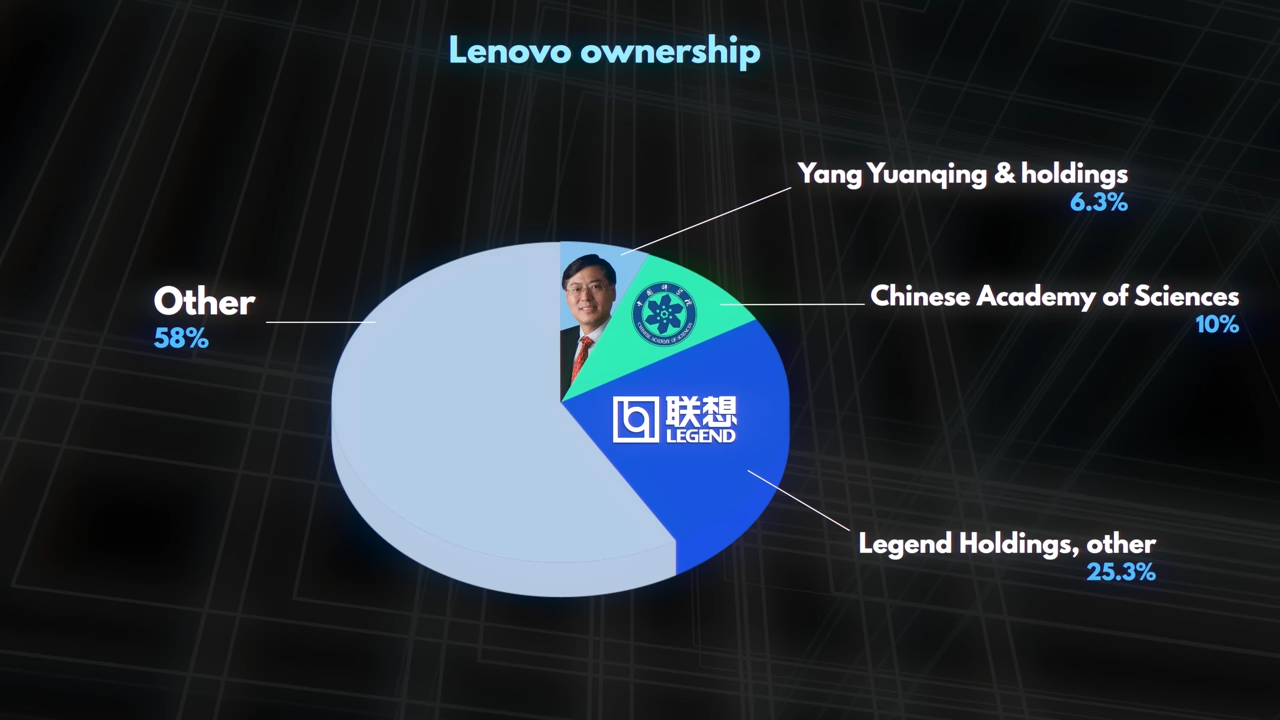 Lenovo ownership
Yang Yuanqing & holdings
6.3%
Chinese Academy of Sciences
10%
Other
58%
联想
LEGEND
Legend Holdings, other
25.3%